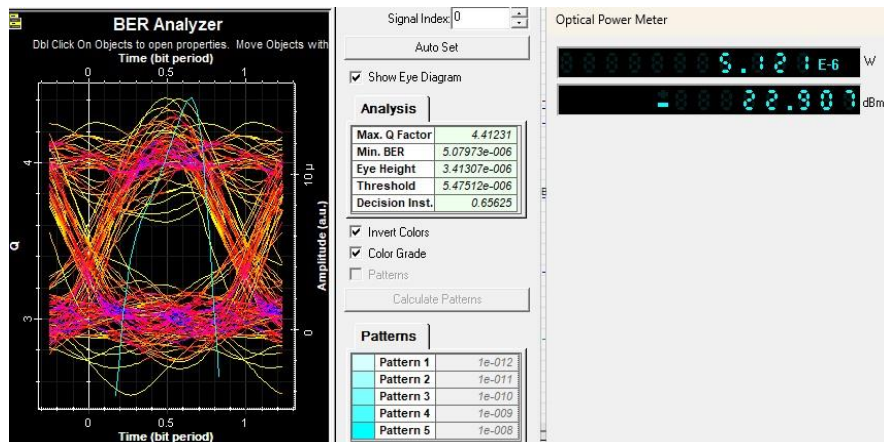 BER Analyzer
Dbl Click On Objects to open properties. Move Objects with
Time (bit period)
0 0.5 1
Q
4
3
Amplitude (a.u.)
10 µ
0
0 0.5 1
Time (bit period)
Signal Index: 0
Auto Set
Show Eye Diagram
Analysis
Max. Q Factor 4.41231
Min. BER 5.07973e-006
Eye Height 3.41307e-006
Threshold 5.47512e-006
Decision Inst. 0.65625
Invert Colors
Color Grade
Patterns
Calculate Patterns
Patterns
Pattern 1 1e-012
Pattern 2 1e-011
Pattern 3 1e-010
Pattern 4 1e-009
Pattern 5 1e-008
Optical Power Meter
5.121 E-6 W
-22.907 dBm